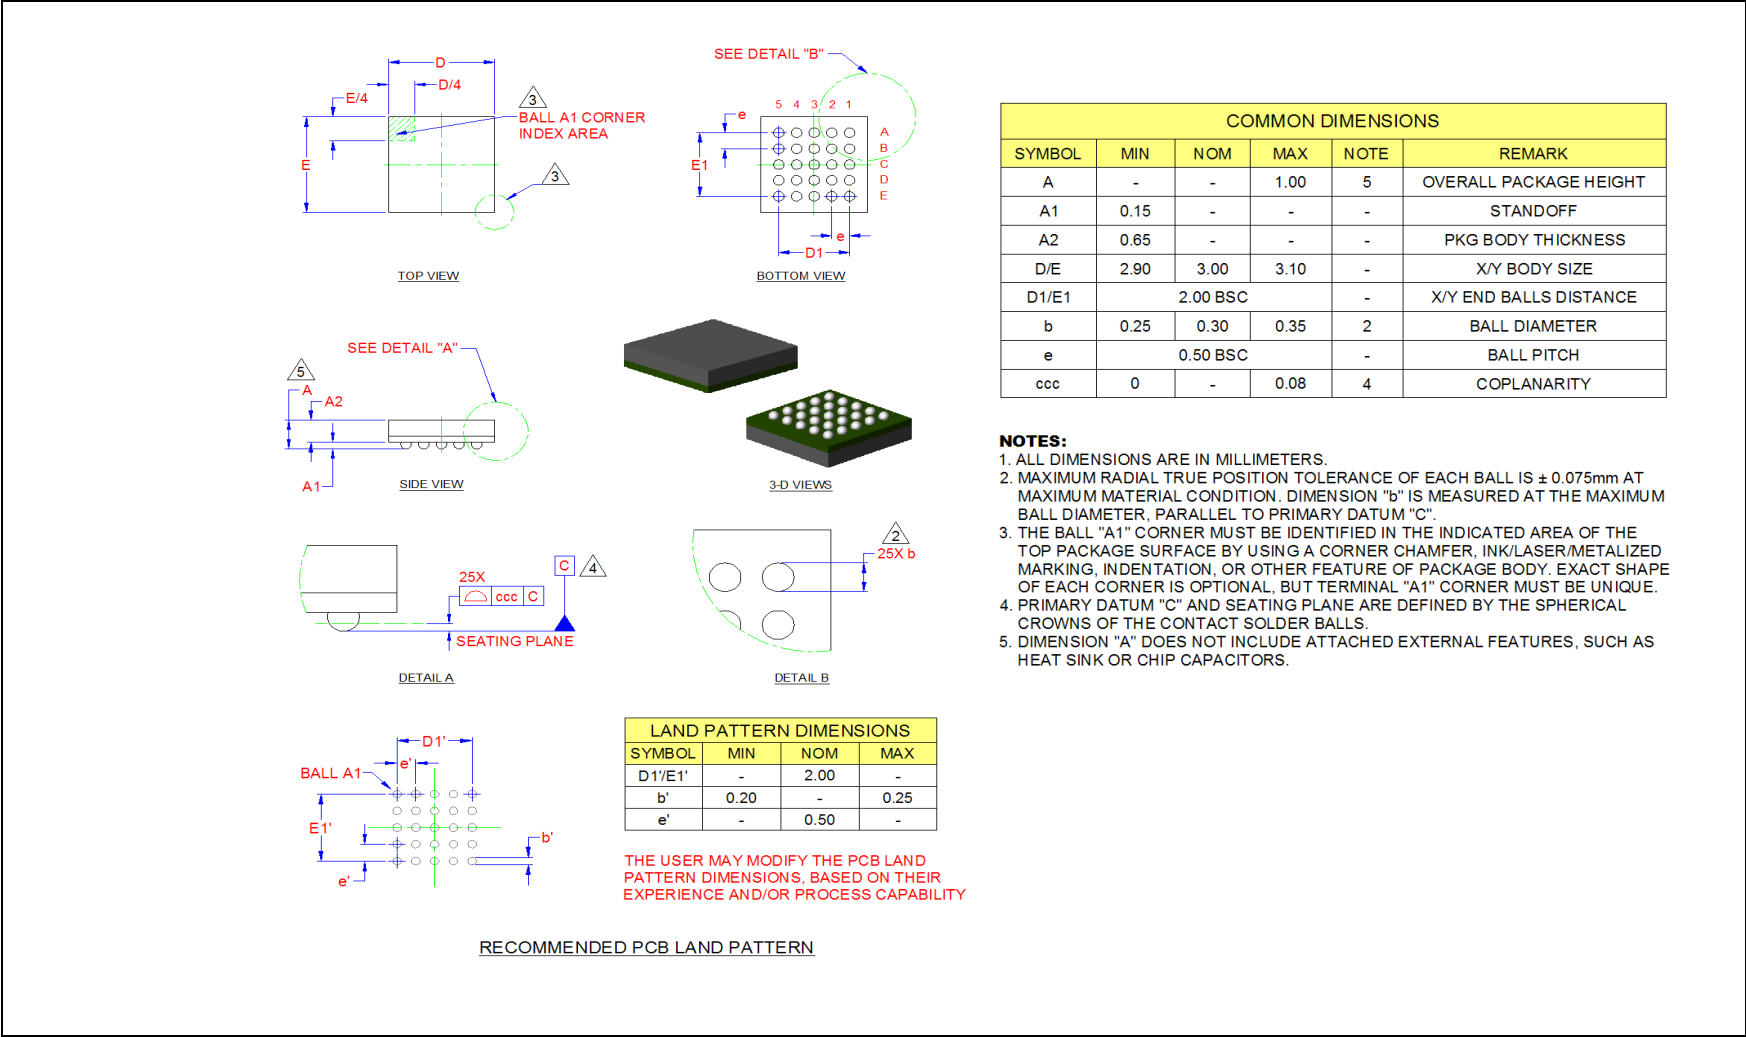 D
D/4
E/4
3
BALL A1 CORNER
INDEX AREA
E
3
TOP VIEW
SEE DETAIL "B"
5 4 3 2 1
e
A
B
E1
C
D
E
e
D1
BOTTOM VIEW
SEE DETAIL "A"
5
A
A2
A1
SIDE VIEW
3-D VIEWS
25X
ccc C
C
4
SEATING PLANE
DETAIL A
2
25X b
DETAIL B
D1'
e'
BALL A1
E1'
b'
e'
LAND PATTERN DIMENSIONS
SYMBOL MIN NOM MAX
D1'/E1' - 2.00 -
b' 0.20 - 0.25
e' - 0.50 -
THE USER MAY MODIFY THE PCB LAND
PATTERN DIMENSIONS, BASED ON THEIR
EXPERIENCE AND/OR PROCESS CAPABILITY
RECOMMENDED PCB LAND PATTERN
COMMON DIMENSIONS
SYMBOL MIN NOM MAX NOTE REMARK
A - - 1.00 5 OVERALL PACKAGE HEIGHT
A1 0.15 - - - STANDOFF
A2 0.65 - - - PKG BODY THICKNESS
D/E 2.90 3.00 3.10 - X/Y BODY SIZE
D1/E1 2.00 BSC - X/Y END BALLS DISTANCE
b 0.25 0.30 0.35 2 BALL DIAMETER
e 0.50 BSC - BALL PITCH
ccc 0 - 0.08 4 COPLANARITY
NOTES:
1. ALL DIMENSIONS ARE IN MILLIMETERS.
2. MAXIMUM RADIAL TRUE POSITION TOLERANCE OF EACH BALL IS ± 0.075mm AT
MAXIMUM MATERIAL CONDITION. DIMENSION "b" IS MEASURED AT THE MAXIMUM
BALL DIAMETER, PARALLEL TO PRIMARY DATUM "C".
3. THE BALL "A1" CORNER MUST BE IDENTIFIED IN THE INDICATED AREA OF THE
TOP PACKAGE SURFACE BY USING A CORNER CHAMFER, INK/LASER/METALIZED
MARKING, INDENTATION, OR OTHER FEATURE OF PACKAGE BODY. EXACT SHAPE
OF EACH CORNER IS OPTIONAL, BUT TERMINAL "A1" CORNER MUST BE UNIQUE.
4. PRIMARY DATUM "C" AND SEATING PLANE ARE DEFINED BY THE SPHERICAL
CROWNS OF THE CONTACT SOLDER BALLS.
5. DIMENSION "A" DOES NOT INCLUDE ATTACHED EXTERNAL FEATURES, SUCH AS
HEAT SINK OR CHIP CAPACITORS.